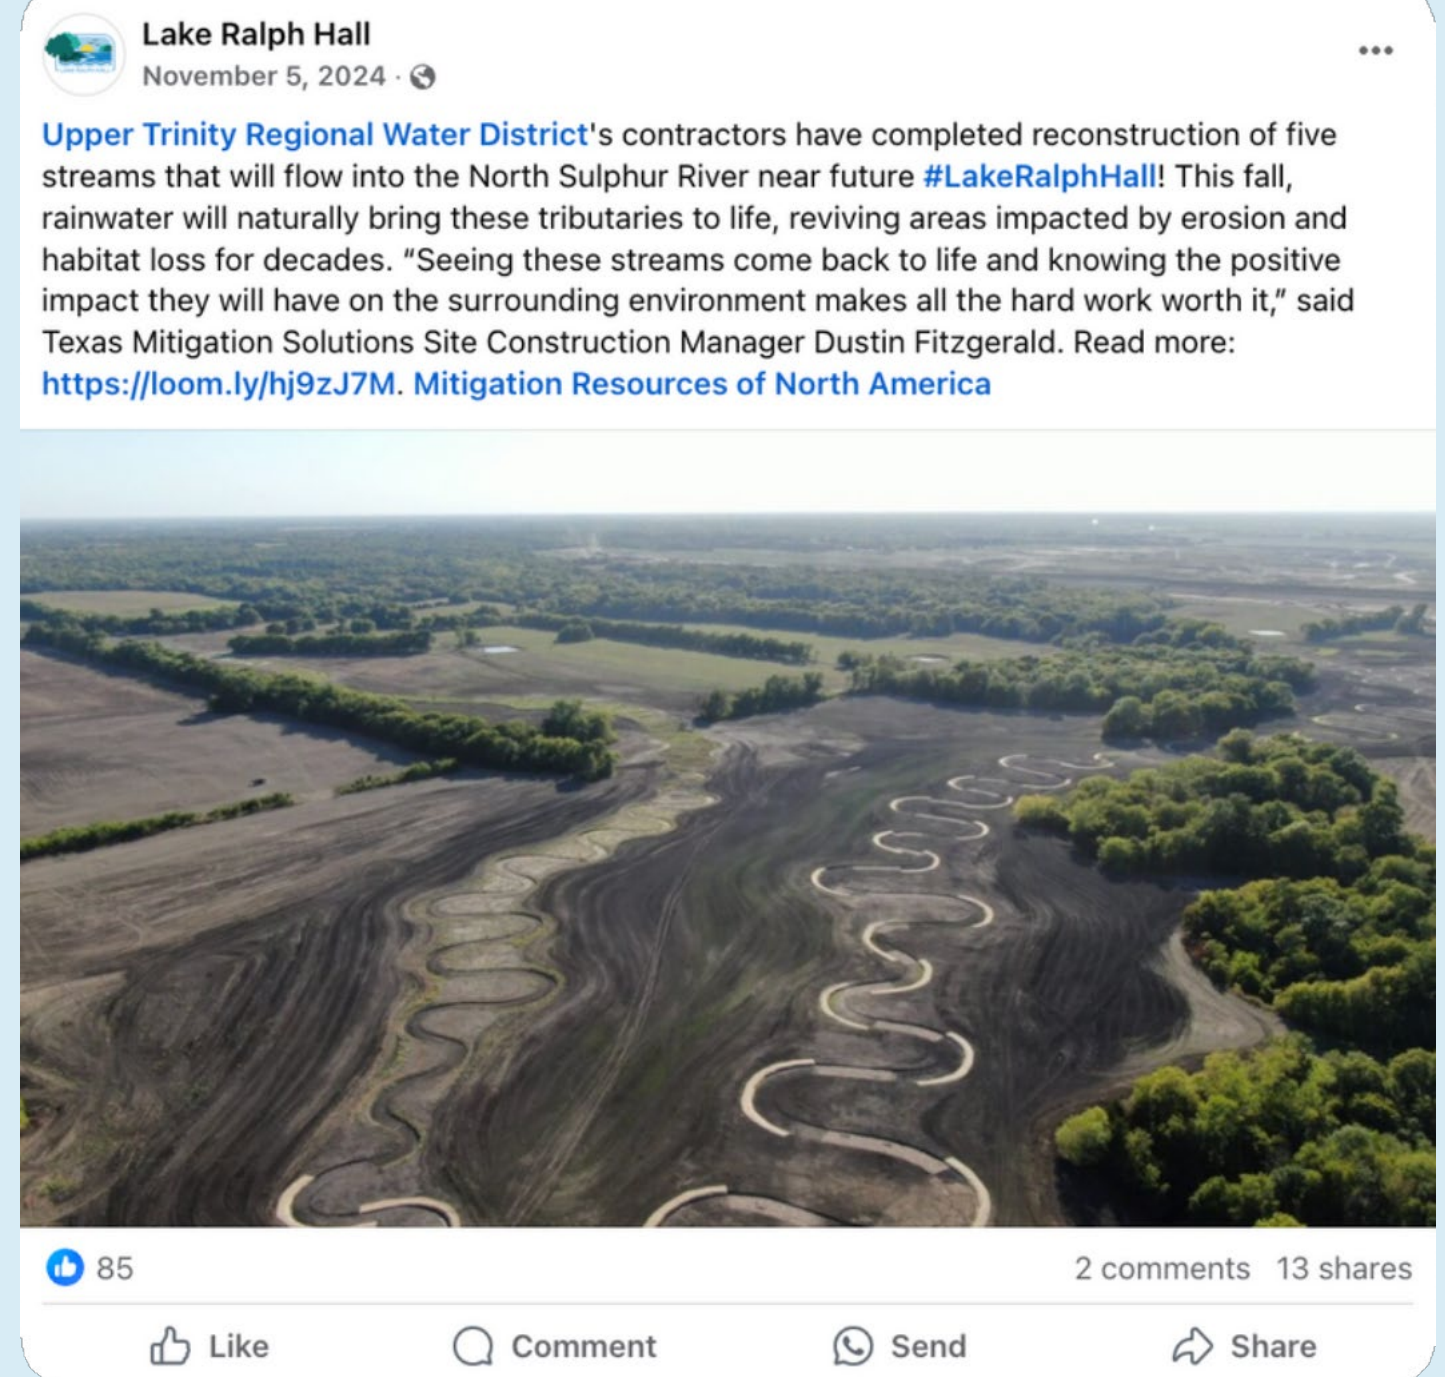 Lake Ralph Hall
November 5, 2024 ·
Upper Trinity Regional Water District's contractors have completed reconstruction of five
streams that will flow into the North Sulphur River near future #LakeRalphHall! This fall,
rainwater will naturally bring these tributaries to life, reviving areas impacted by erosion and
habitat loss for decades. “Seeing these streams come back to life and knowing the positive
impact they will have on the surrounding environment makes all the hard work worth it,” said
Texas Mitigation Solutions Site Construction Manager Dustin Fitzgerald. Read more:
https://loom.ly/hj9zJ7M. Mitigation Resources of North America
85
2 comments 13 shares
Like Comment Send Share